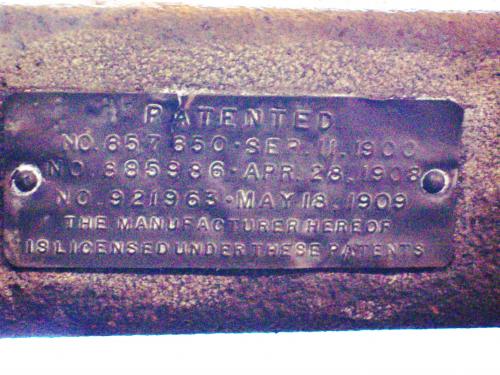 PATENTED
NO. 657 650 · SEP. 11, 1900
NO. 885986 · APR. 28, 1908
NO. 921963 · MAY 18, 1909
THE MANUFACTURER HEREOF
IS LICENSED UNDER THESE PATENTS